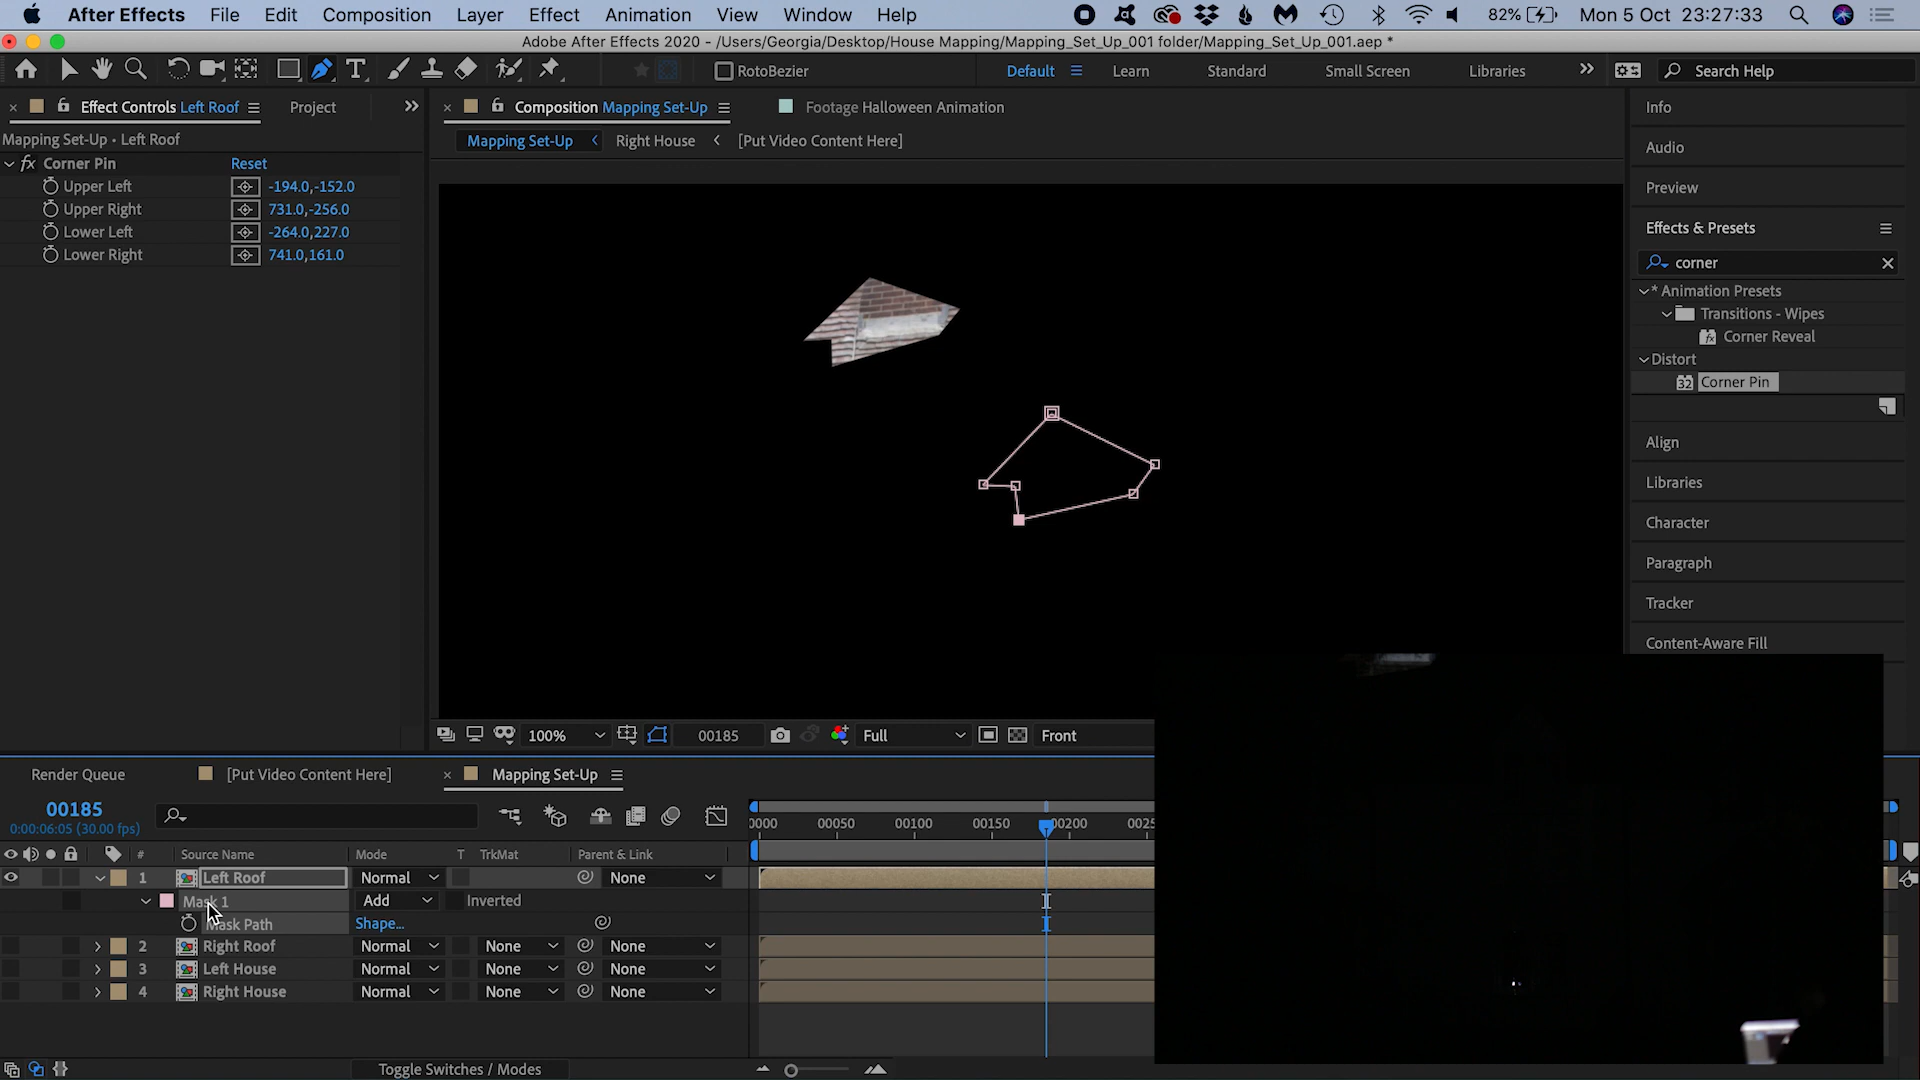 After Effects File Edit Composition Layer Effect Animation View Window Help 82% Mon 5 Oct 23:27:33
Adobe After Effects 2020 - /Users/Georgia/Desktop/House Mapping/Mapping_Set_Up_001 folder/Mapping_Set_Up_001.aep *
T RotoBezier Default Learn Standard Small Screen Libraries Search Help
Effect Controls Left Roof Project Composition Mapping Set-Up Footage Halloween Animation
Mapping Set-Up • Left Roof
Mapping Set-Up Right House [Put Video Content Here]
fx Corner Pin Reset
Upper Left -194.0,-152.0
Upper Right 731.0,-256.0
Lower Left -264.0,227.0
Lower Right 741.0,161.0
Info
Audio
Preview
Effects & Presets
corner
* Animation Presets
Transitions - Wipes
Corner Reveal
Distort
32 Corner Pin
Align
Libraries
Character
Paragraph
Tracker
Content-Aware Fill
100% 00185 Full Front
Render Queue [Put Video Content Here] Mapping Set-Up
00185
0:00:06:05 (30.00 fps)
0000 00050 00100 00150 00200 0025
# Source Name Mode T TrkMat Parent & Link
1 Left Roof Normal None
Mask 1 Add Inverted
Mask Path Shape...
2 Right Roof Normal None None
3 Left House Normal None None
4 Right House Normal None None
Toggle Switches / Modes